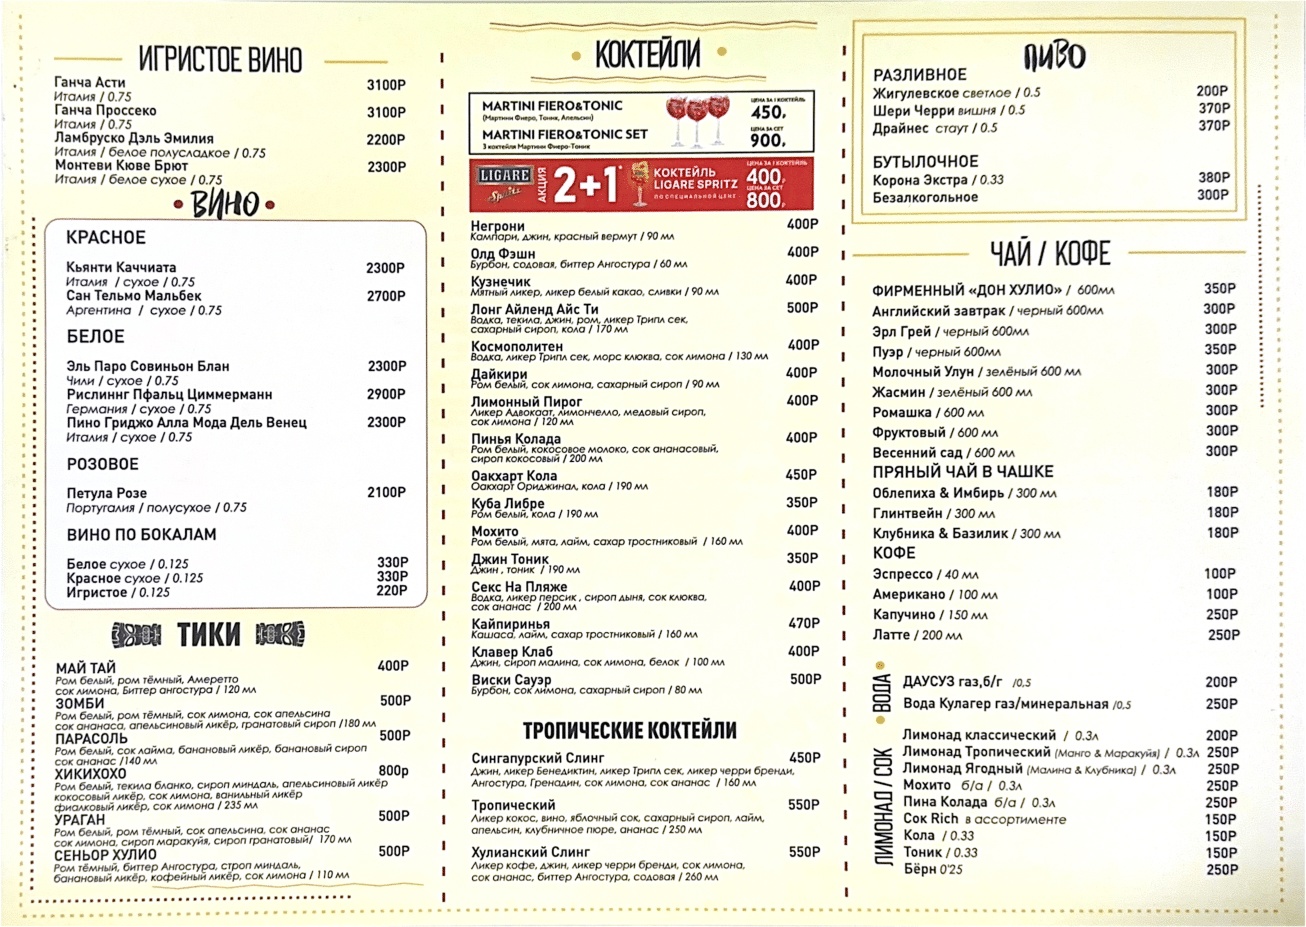 ИГРИСТОЕ ВИНО
Ганча Асти 3100Р
Италия / 0.75
Ганча Просеко 3100Р
Италия / 0.75
Ламбруско Дэль Эмилия 2200Р
Италия / белое полусладкое / 0.75
Монтеви Кюве Брют 2300Р
Италия / белое сухое / 0.75
• ВИНО •
КРАСНОЕ
Кьянти Каччиата 2300Р
Италия / сухое / 0.75
Сан Тельмо Мальбек 2700Р
Аргентина / сухое / 0.75
БЕЛОЕ
Эль Паро Совиньон Блан 2300Р
Чили / сухое / 0.75
Рислиннг Пфальц Циммерманн 2900Р
Германия / сухое / 0.75
Пино Гриджо Алла Мода Дель Венец 2300Р
Италия / сухое / 0.75
РОЗОВОЕ
Петула Розе 2100Р
Португалия / полусухое / 0.75
ВИНО ПО БОКАЛАМ
Белое сухое / 0.125 330Р
Красное сухое / 0.125 330Р
Игристое / 0.125 220Р
ТИКИ
МАЙ ТАЙ 400Р
Ром белый, ром тёмный, Амеретто
сок лимона, Биттер ангостура / 120 мл
ЗОМБИ 500Р
Ром белый, ром тёмный, сок лимона, сок апельсина
сок ананаса, апельсиновый ликёр, гранатовый сироп /180 мл
ПАРАСОЛЬ 500Р
Ром белый, сок лайма, банановый ликёр, банановый сироп
сок ананас /140 мл
ХИКИХОХО 800р
Ром белый, текила бланко, сироп миндаль, апельсиновый ликёр
кокосовый ликёр, сок лимона, ванильный ликёр
фиалковый ликёр, сок лимона / 235 мл
УРАГАН 500Р
Ром белый, ром тёмный, сок апельсина, сок ананас
сок лимона, сироп маракуйя, сироп гранатовый/ 170 мл
СЕНЬОР ХУЛИО 500Р
Ром тёмный, биттер Ангостура, строп миндаль,
банановый ликёр, кофейный ликёр, сок лимона / 110 мл
• КОКТЕЙЛИ •
MARTINI FIERO&TONIC ЦЕНА ЗА 1 КОКТЕЙЛЬ
(Мартини Фиеро, Тоник, Апельсин) 450,
MARTINI FIERO&TONIC SET ЦЕНА ЗА СЕТ
3 коктейля Мартини Фиеро-Тоник 900,
LIGARE Spritz АКЦИЯ 2+1* КОКТЕЙЛЬ ЦЕНА ЗА 1 КОКТЕЙЛЬ
LIGARE SPRITZ 400,
ПО СПЕЦИАЛЬНОЙ ЦЕНЕ ЦЕНА ЗА СЕТ
800,
Негрони 400Р
Кампари, джин, красный вермут / 90 мл
Олд Фэшн 400Р
Бурбон, содовая, биттер Ангостура / 60 мл
Кузнечик 400Р
Мятный ликер, ликер белый какао, сливки / 90 мл
Лонг Айленд Айс Ти 500Р
Водка, текила, джин, ром, ликер Трипл сек,
сахарный сироп, кола / 170 мл
Космополитен 400Р
Водка, ликер Трипл сек, морс клюква, сок лимона / 130 мл
Дайкири 400Р
Ром белый, сок лимона, сахарный сироп / 90 мл
Лимонный Пирог 400Р
Ликер Адвокаат, лимончелло, медовый сироп,
сок лимона / 120 мл
Пинья Колада 400Р
Ром белый, кокосовое молоко, сок ананасовый,
сироп кокосовый / 200 мл
Оакхарт Кола 450Р
Оакхарт Ориджинал, кола / 190 мл
Куба Либре 350Р
Ром белый, кола / 190 мл
Мохито 400Р
Ром белый, мята, лайм, сахар тростниковый / 160 мл
Джин Тоник 350Р
Джин , тоник / 190 мл
Секс На Пляже 400Р
Водка, ликер персик , сироп дыня, сок клюква,
сок ананас / 200 мл
Кайпиринья 470Р
Кашаса, лайм, сахар тростниковый / 160 мл
Клавер Клаб 400Р
Джин, сироп малина, сок лимона, белок / 100 мл
Виски Сауэр 500Р
Бурбон, сок лимона, сахарный сироп / 80 мл
ТРОПИЧЕСКИЕ КОКТЕЙЛИ
Сингапурский Слинг 450Р
Джин, ликер Бенедиктин, ликер Трипл сек, ликер черри бренди,
Ангостура, Гренадин, сок лимона, сок ананас / 160 мл
Тропический 550Р
Ликер кокос, вино, яблочный сок, сахарный сироп, лайм,
апельсин, клубничное пюре, ананас / 250 мл
Хулианский Слинг 550Р
Ликер кофе, джин, ликер черри бренди, сок лимона,
сок ананас, биттер Ангостура, содовая / 260 мл
ПИВО
РАЗЛИВНОЕ
Жигулевское светлое / 0.5 200Р
Шери Черри вишня / 0.5 370Р
Драйнес стаут / 0.5 370Р
БУТЫЛОЧНОЕ
Корона Экстра / 0.33 380Р
Безалкогольное 300Р
ЧАЙ / КОФЕ
ФИРМЕННЫЙ «ДОН ХУЛИО» / 600мл 350Р
Английский завтрак / черный 600мл 300Р
Эрл Грей / черный 600мл 300Р
Пуэр / черный 600мл 350Р
Молочный Улун / зелёный 600 мл 300Р
Жасмин / зелёный 600 мл 300Р
Ромашка / 600 мл 300Р
Фруктовый / 600 мл 300Р
Весенний сад / 600 мл 300Р
ПРЯНЫЙ ЧАЙ В ЧАШКЕ
Облепиха & Имбирь / 300 мл 180Р
Глинтвейн / 300 мл 180Р
Клубника & Базилик / 300 мл 180Р
КОФЕ
Эспрессо / 40 мл 100Р
Американо / 100 мл 100Р
Капучино / 150 мл 250Р
Латте / 200 мл 250Р
• ВОДА •
ДАУСУЗ газ,б/г /0,5 200Р
Вода Кулагер газ/минеральная /0,5 250Р
ЛИМОНАД / СОК
Лимонад классический / 0.3л 200Р
Лимонад Тропический (Манго & Маракуйя) / 0.3л 250Р
Лимонад Ягодный (Малина & Клубника) / 0.3л 250Р
Мохито б/а / 0.3л 250Р
Пина Колада б/а / 0.3л 250Р
Сок Rich в ассортименте 150Р
Кола / 0.33 150Р
Тоник / 0.33 150Р
Бёрн 0'25 250Р